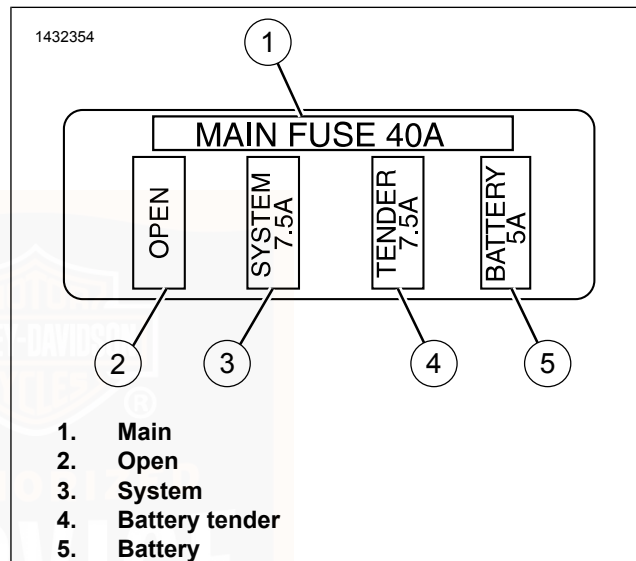 1432354
1
MAIN FUSE 40A
OPEN
SYSTEM
7.5A
TENDER
7.5A
BATTERY
5A
2
3
4
5
1. Main
2. Open
3. System
4. Battery tender
5. Battery